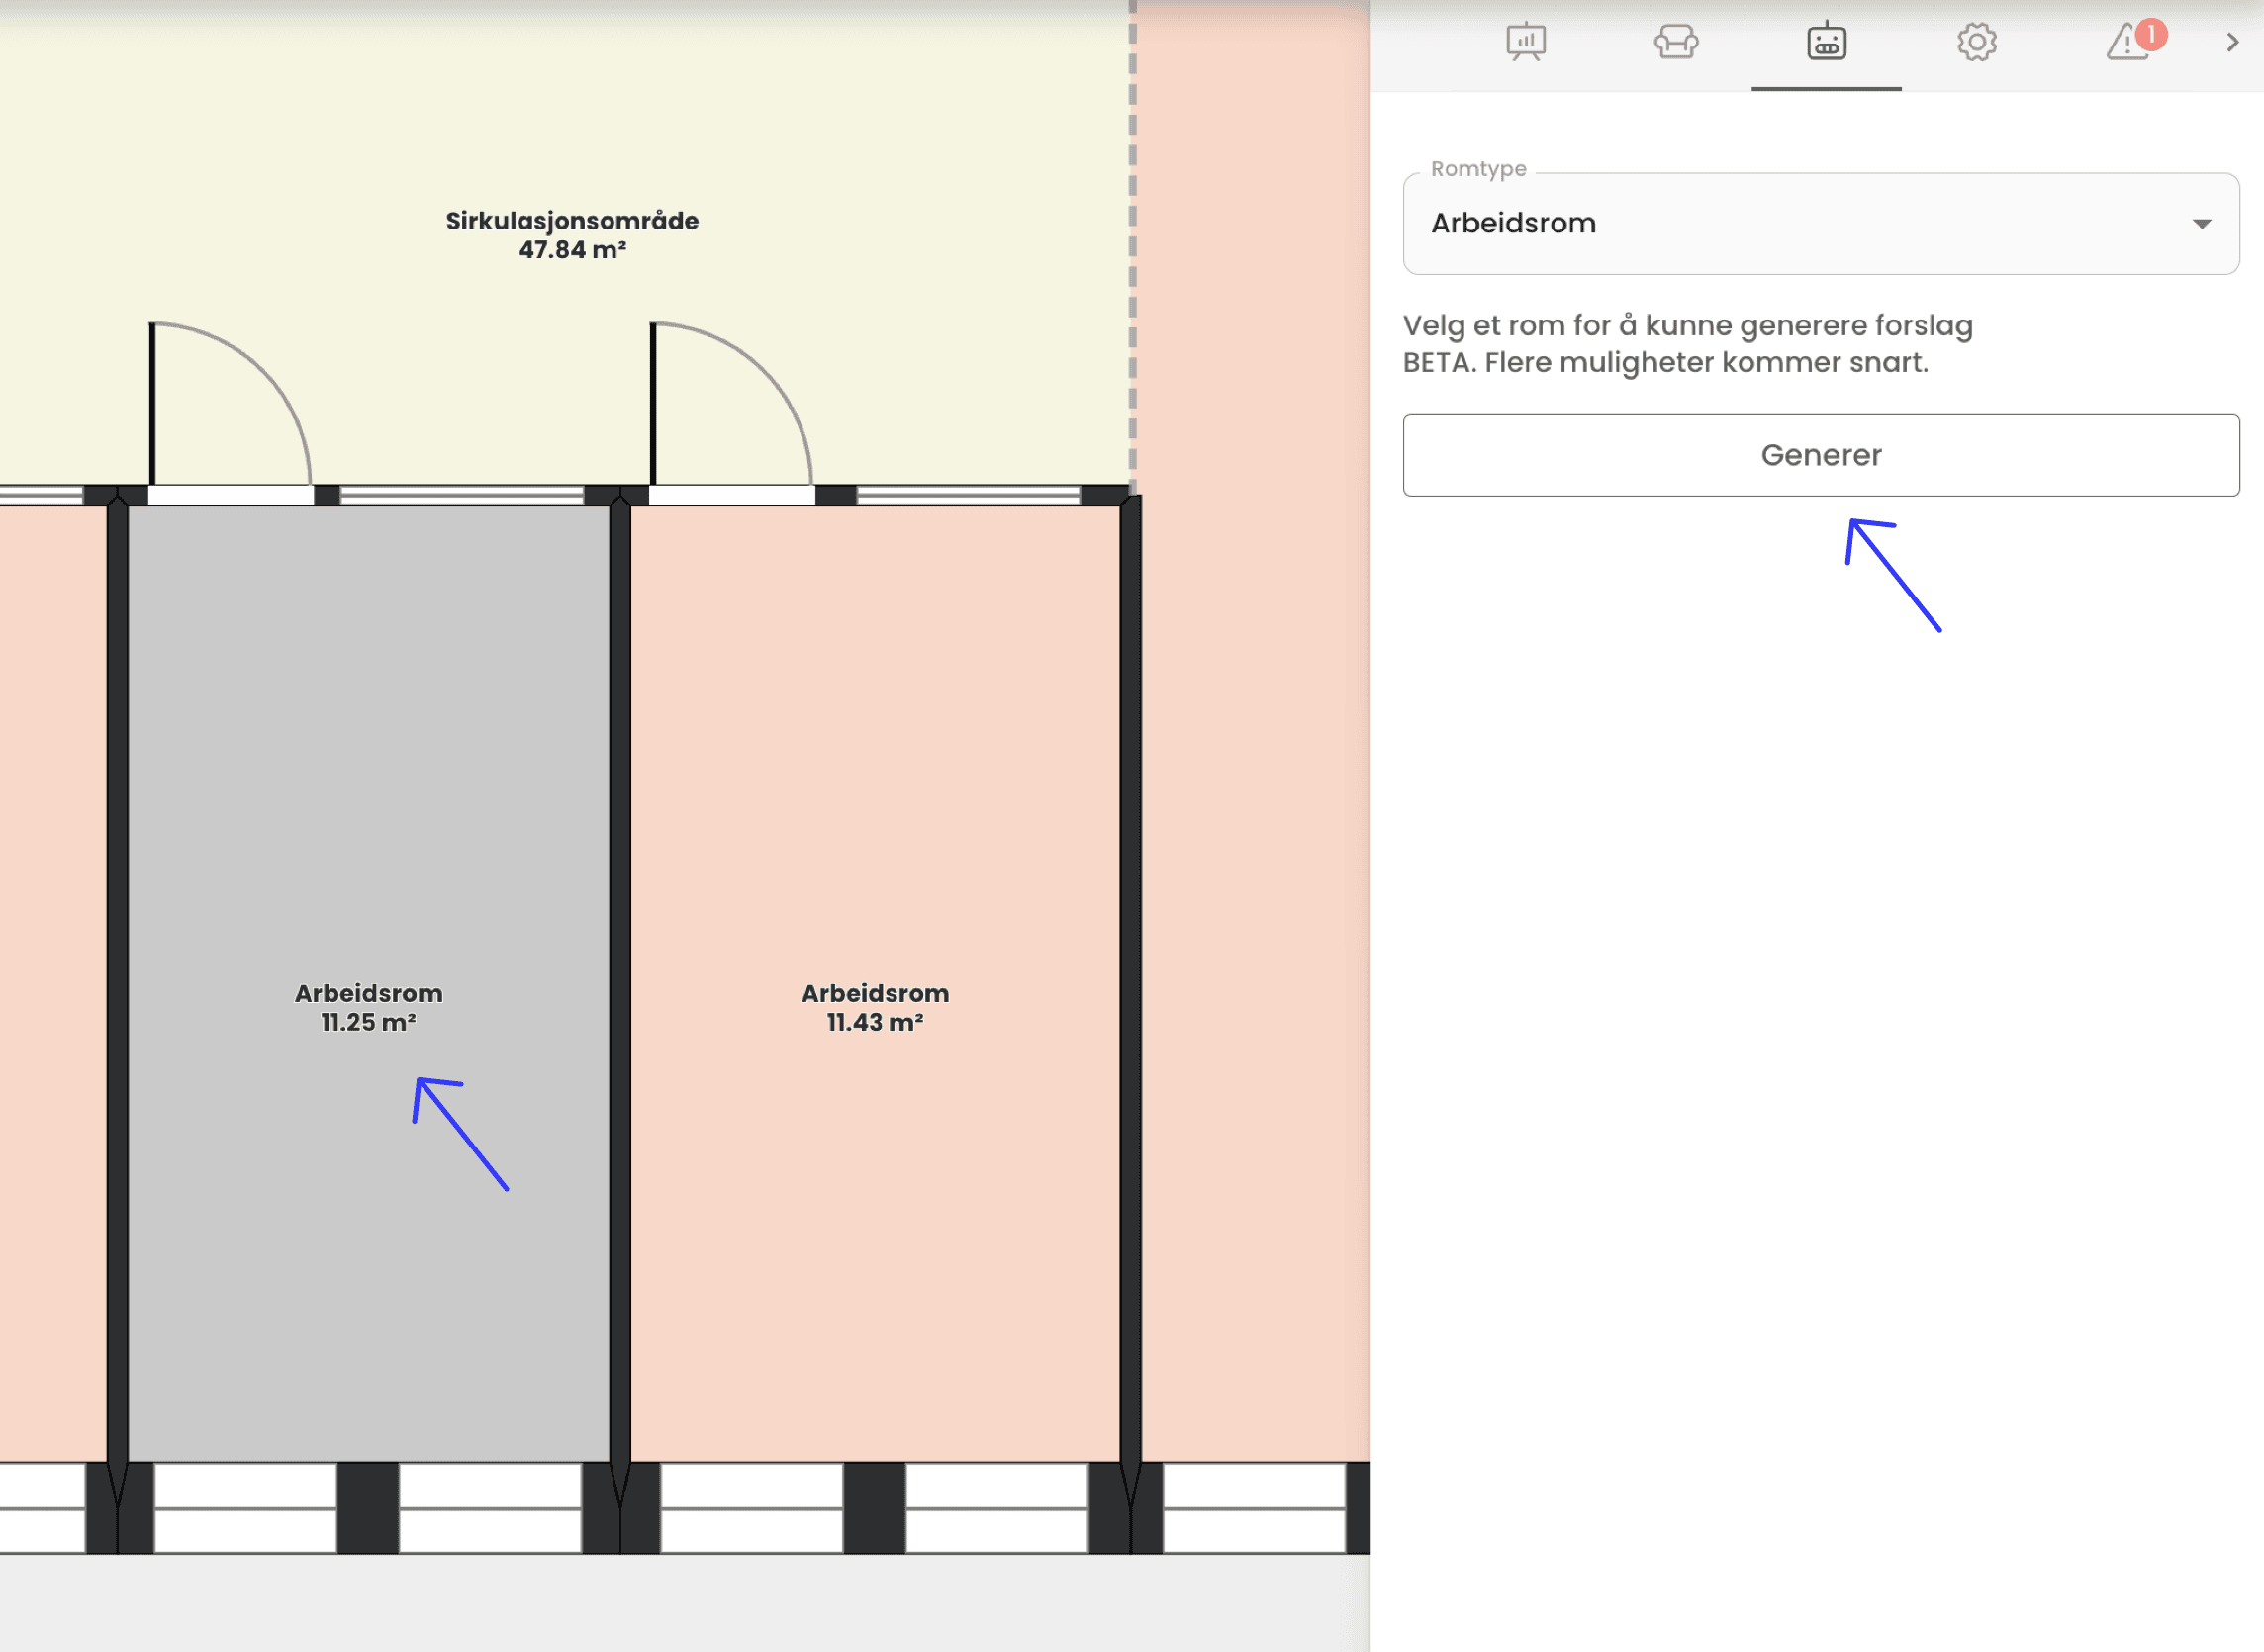 1
Romtype
Arbeidsrom
Velg et rom for å kunne generere forslag
BETA. Flere muligheter kommer snart.
Generer
Sirkulasjonsområde
47.84 m²
Arbeidsrom
11.25 m²
Arbeidsrom
11.43 m²